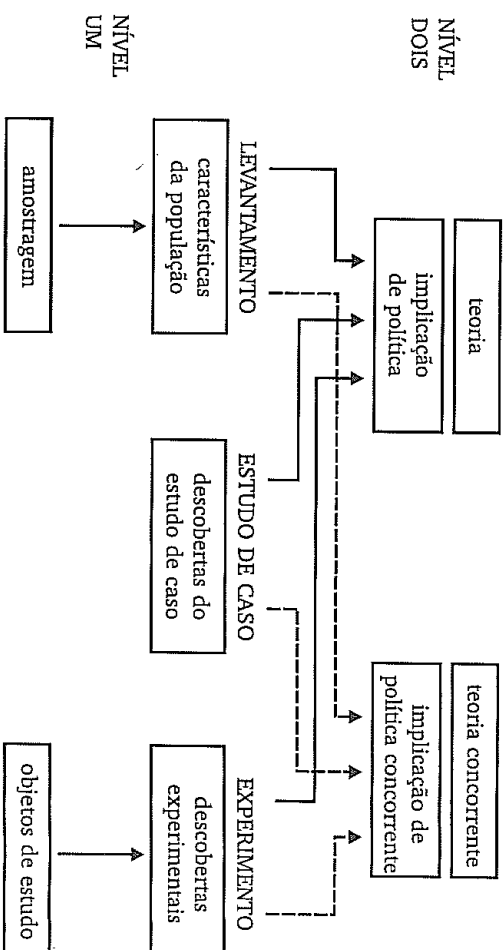 NÍVEL
DOIS
teoria
implicação
de política
teoria concorrente
implicação de
política concorrente
NÍVEL
UM
LEVANTAMENTO
características
da população
amostragem
ESTUDO DE CASO
descobertas do
estudo de caso
EXPERIMENTO
descobertas
experimentais
objetos de estudo